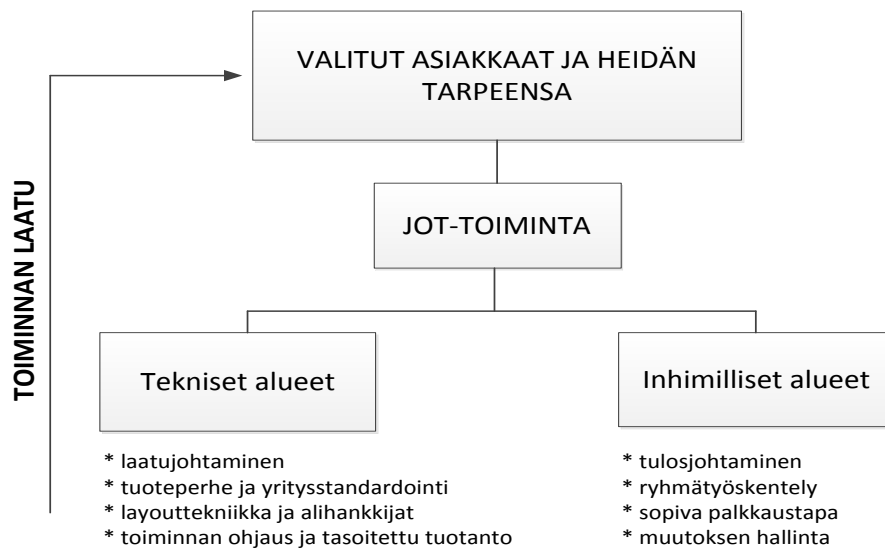 VALITUT ASIAKKAAT JA HEIDÄN
TARPEENSA
TOIMINNAN LAATU
JOT-TOIMINTA
Tekniset alueet
Inhimilliset alueet
* laatujohtaminen
* tuoteperhe ja yritysstandardointi
* layouttekniikka ja alihankkijat
* toiminnan ohjaus ja tasoitettu tuotanto
* tulosjohtaminen
* ryhmätyöskentely
* sopiva palkkaustapa
* muutoksen hallinta